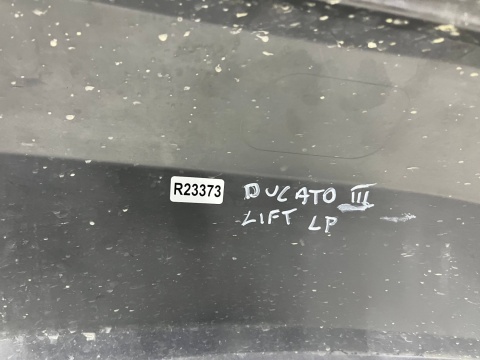 R23373 DUCATO III
LIFT LP